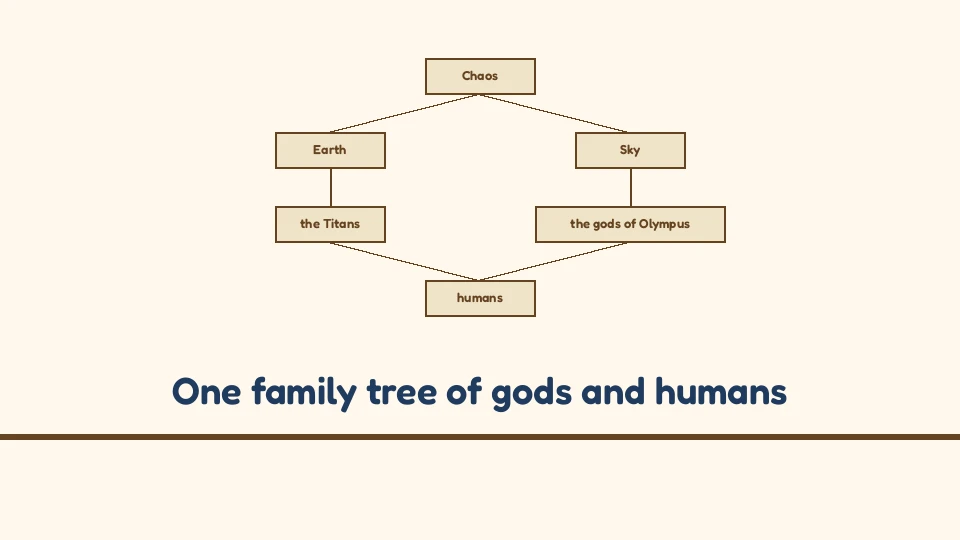 Chaos
Earth
Sky
the Titans
the gods of Olympus
humans
One family tree of gods and humans